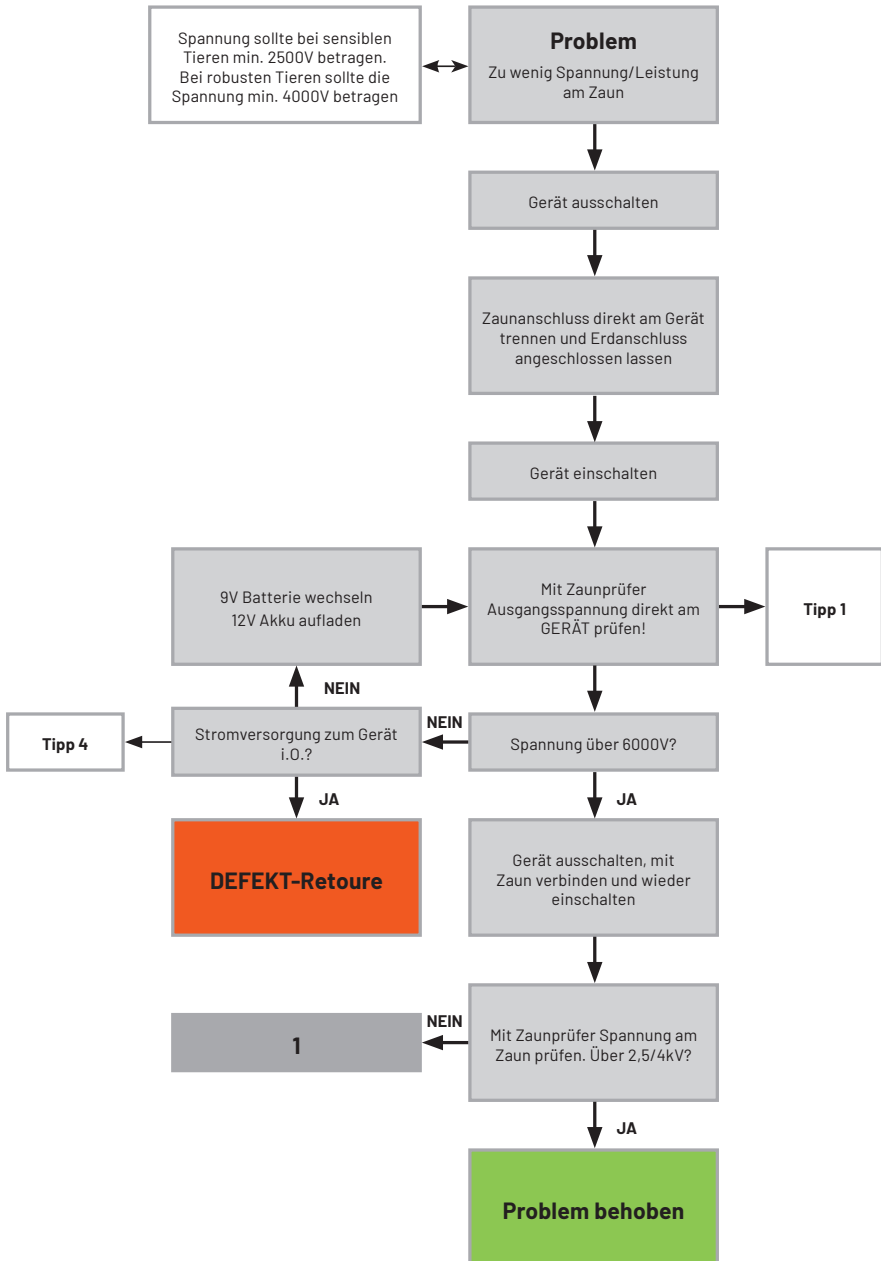 Spannung sollte bei sensiblen
Tieren min. 2500V betragen.
Bei robusten Tieren sollte die
Spannung min. 4000V betragen
Problem
Zu wenig Spannung/Leistung
am Zaun
Gerät ausschalten
Zaunanschluss direkt am Gerät
trennen und Erdanschluss
angeschlossen lassen
Gerät einschalten
9V Batterie wechseln
12V Akku aufladen
Mit Zaunprüfer
Ausgangsspannung direkt am
GERÄT prüfen!
Tipp 1
NEIN
Tipp 4
Stromversorgung zum Gerät
i.O.?
NEIN
Spannung über 6000V?
JA
JA
DEFEKT-Retoure
Gerät ausschalten, mit
Zaun verbinden und wieder
einschalten
1
NEIN
Mit Zaunprüfer Spannung am
Zaun prüfen. Über 2,5/4kV?
JA
Problem behoben